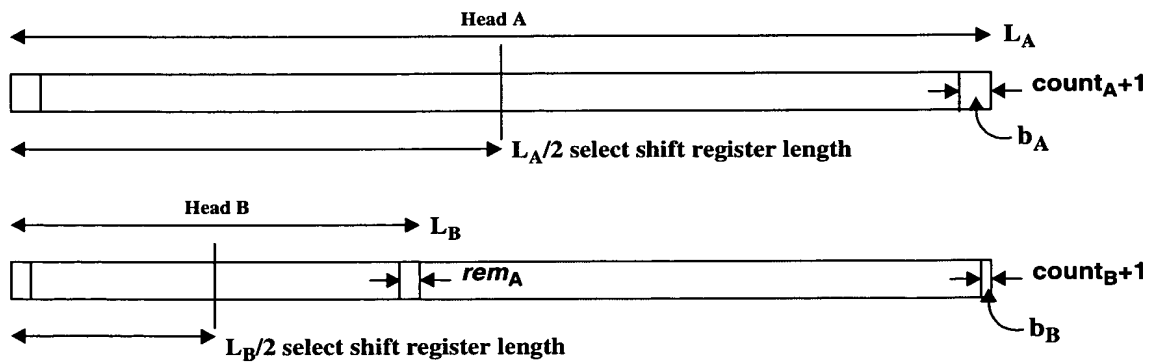 Head A
L_A
count_A+1
b_A
L_A/2 select shift register length
Head B
L_B
rem_A
count_B+1
b_B
L_B/2 select shift register length